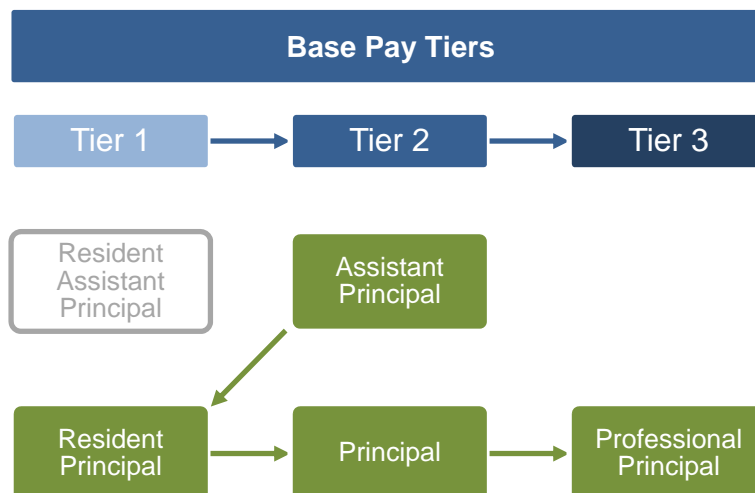 Base Pay Tiers
Tier 1
Tier 2
Tier 3
Resident
Assistant
Principal
Assistant
Principal
Resident
Principal
Principal
Professional
Principal